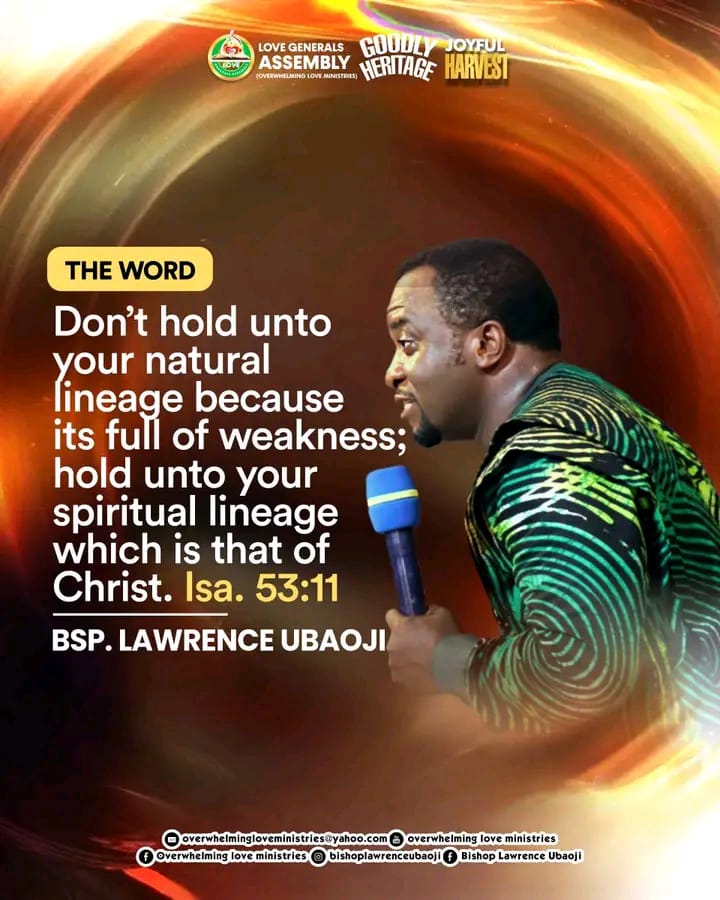 LOVE GENERALS
ASSEMBLY
(OVERWHELMING LOVE MINISTRIES)
GOODLY
HERITAGE
JOYFUL
HARVEST
LOVE
THE WORD
Don't hold unto
your natural
lineage because
its full of weakness;
hold unto your
spiritual lineage
which is that of
Christ. Isa. 53:11
BSP. LAWRENCE UBAOJI
overwhelmingloveministries@yahoo.com overwhelming love ministries
Overwhelming love ministries bishoplawrenceubaoji Bishop Lawrence Ubaoji